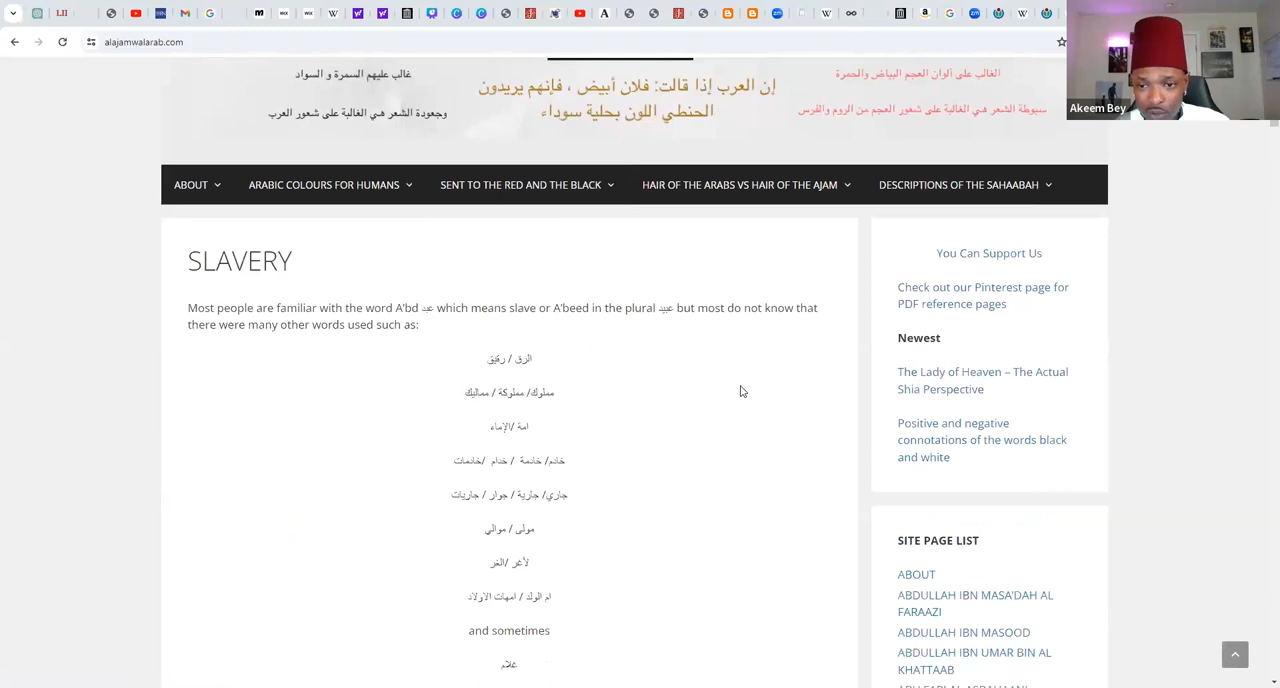 alajamwalarab.com
Akeem Bey
غالب عليهم السمرة و السواد
وجعودة الشعر هي الغالبة على شعور العرب
إن العرب إذا قالت: فلان أبيض ، فإنهم يريدون
الحنطي اللون بحلية سوداء
الغالب على ألوان العجم البياض والحمرة
سبوطة الشعر هي الغالبة على شعور العجم من الروم والفرس
ABOUT
ARABIC COLOURS FOR HUMANS
SENT TO THE RED AND THE BLACK
HAIR OF THE ARABS VS HAIR OF THE AJAM
DESCRIPTIONS OF THE SAHAABAH
SLAVERY
Most people are familiar with the word A’bd عبد which means slave or A’beed in the plural عبيد but most do not know that
there were many other words used such as:
الرق / رقيق
مملوك/ مملوكة / مماليك
امة /الإماء
خادم/ خادمة / خدام /خادمات
جاري/ جارية / جوار / جاريات
مولى / موالي
لأغر /الغر
ام الولد / امهات الاولاد
and sometimes
غلام
You Can Support Us
Check out our Pinterest page for
PDF reference pages
Newest
The Lady of Heaven – The Actual
Shia Perspective
Positive and negative
connotations of the words black
and white
SITE PAGE LIST
ABOUT
ABDULLAH IBN MASA’DAH AL
FARAAZI
ABDULLAH IBN MASOOD
ABDULLAH IBN UMAR BIN AL
KHATTAAB